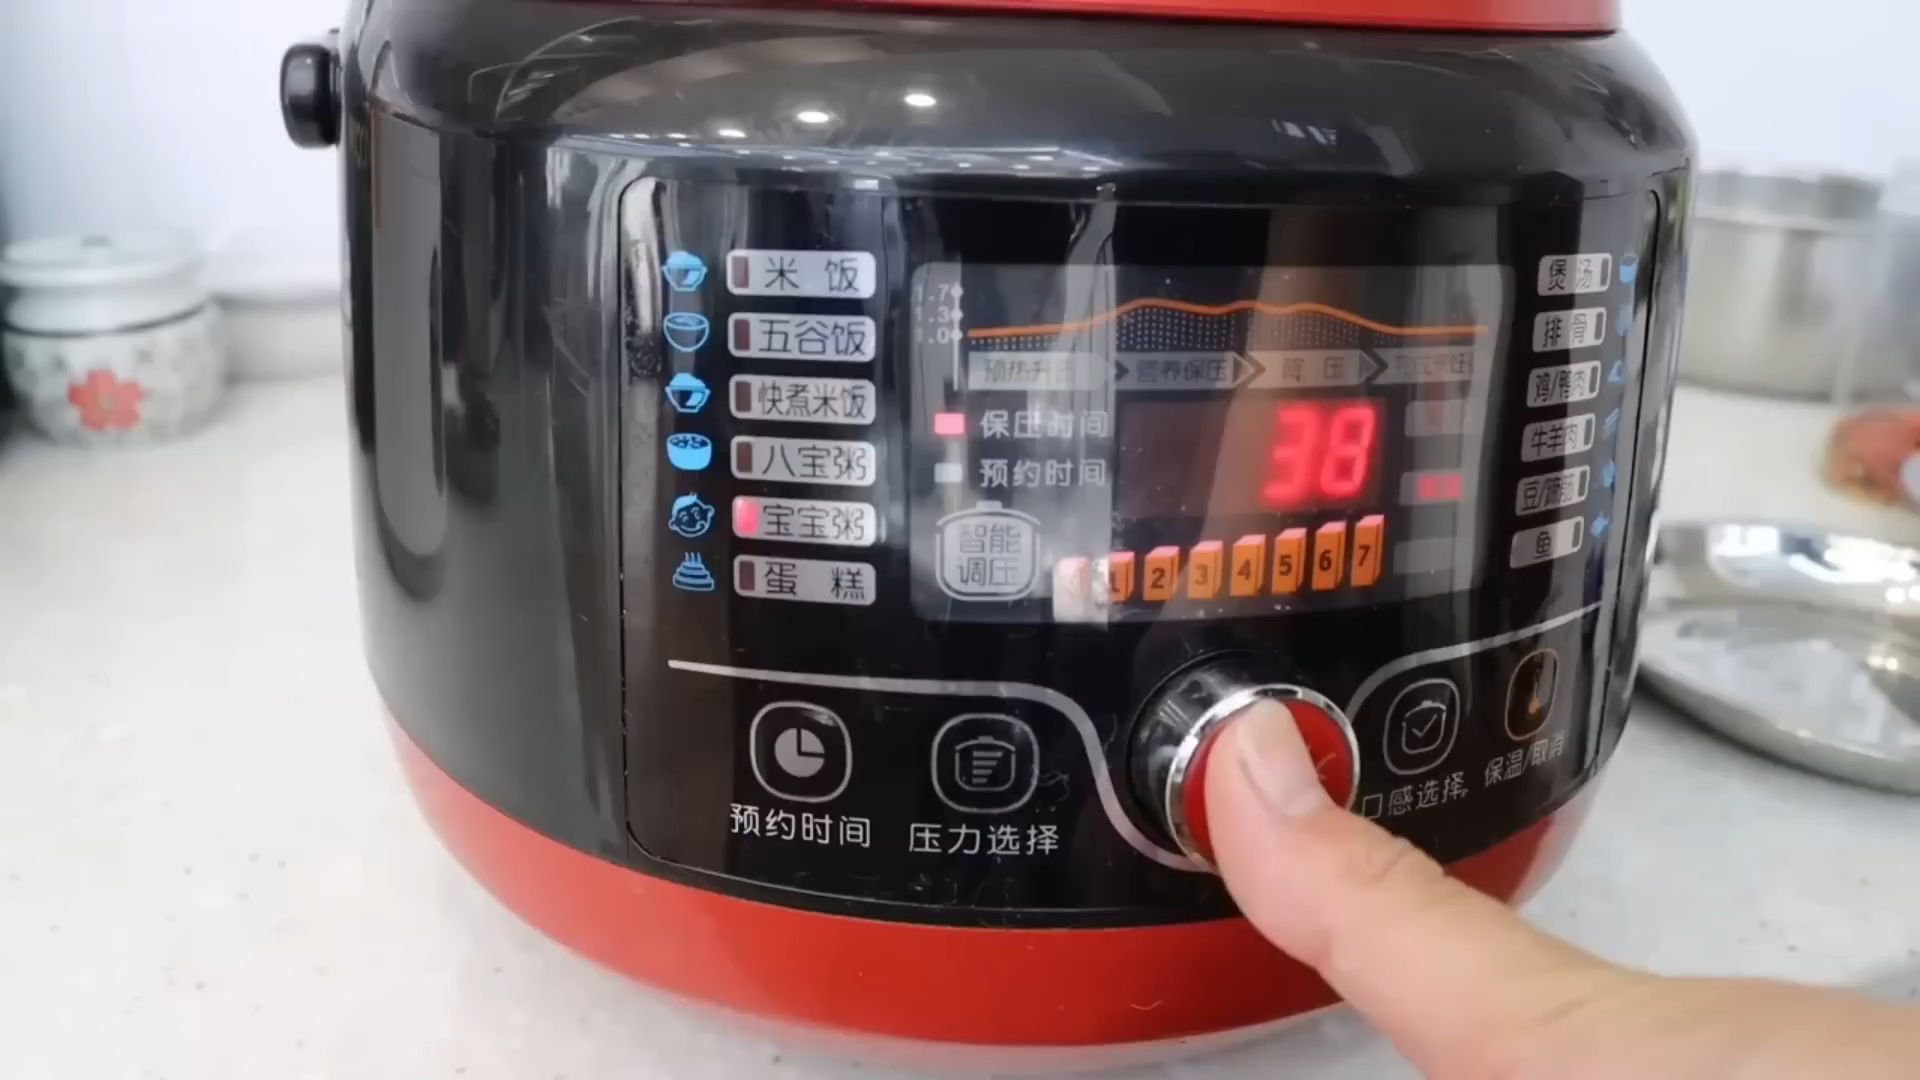 米 饭
五谷饭
快煮米饭
八宝粥
宝宝粥
蛋 糕
1.7
1.3
1.0
营养保压
降 压
保压时间
38
预约时间
智能
调压
1 2 3 4 5 6 7
煲 汤
排 骨
鸡/鸭肉
牛羊肉
豆/蹄筋
鱼
预约时间
压力选择
口感选择
保温/取消